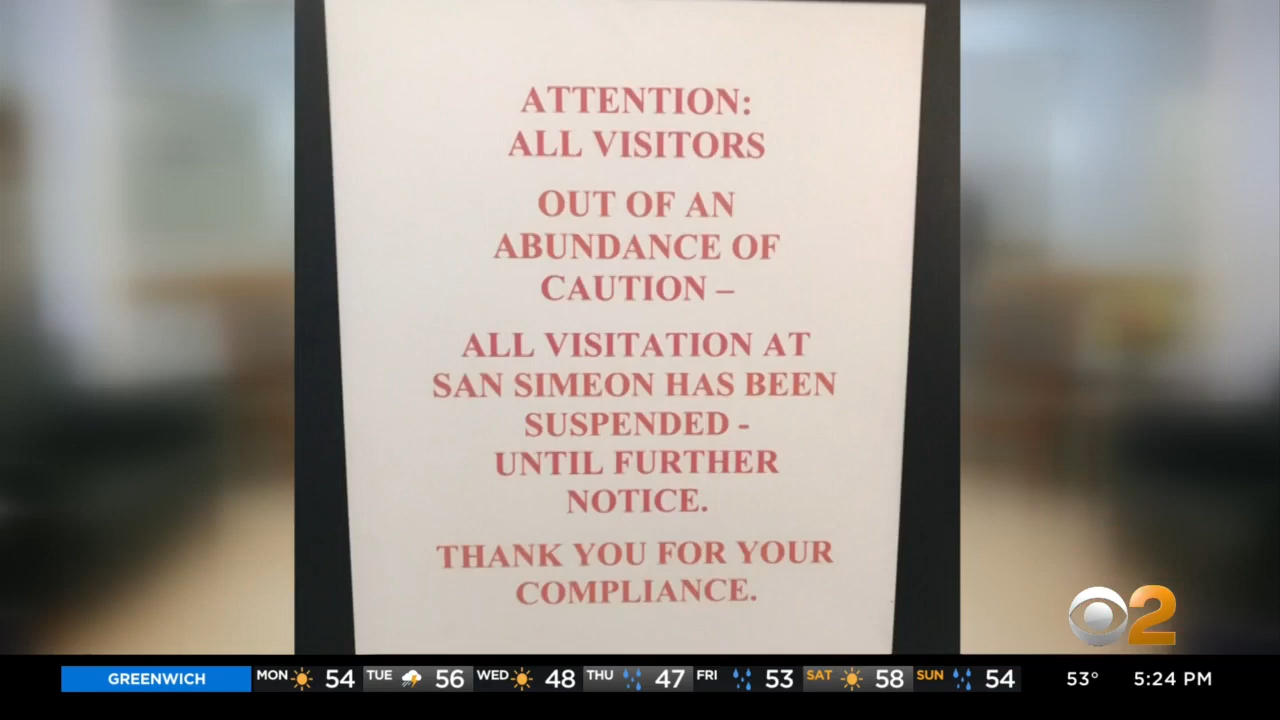 ATTENTION:
ALL VISITORS
OUT OF AN
ABUNDANCE OF
CAUTION –
ALL VISITATION AT
SAN SIMEON HAS BEEN
SUSPENDED -
UNTIL FURTHER
NOTICE.
THANK YOU FOR YOUR
COMPLIANCE.
2
GREENWICH MON 54 TUE 56 WED 48 THU 47 FRI 53 SAT 58 SUN 54 53° 5:24 PM